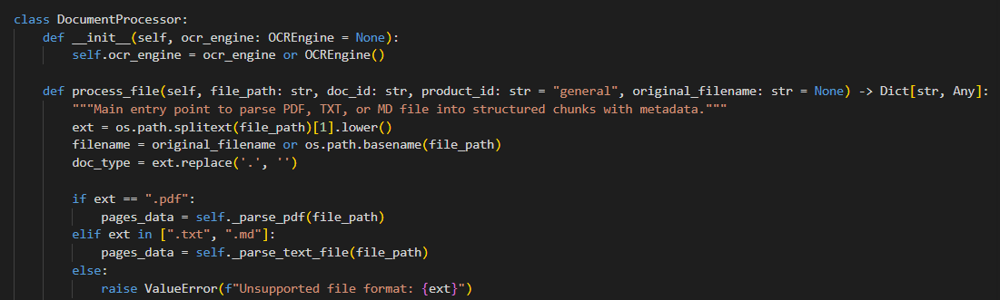 class DocumentProcessor:
    def __init__(self, ocr_engine: OCREngine = None):
        self.ocr_engine = ocr_engine or OCREngine()

    def process_file(self, file_path: str, doc_id: str, product_id: str = "general", original_filename: str = None) -> Dict[str, Any]:
        """Main entry point to parse PDF, TXT, or MD file into structured chunks with metadata."""
        ext = os.path.splitext(file_path)[1].lower()
        filename = original_filename or os.path.basename(file_path)
        doc_type = ext.replace('.', '')

        if ext == ".pdf":
            pages_data = self._parse_pdf(file_path)
        elif ext in [".txt", ".md"]:
            pages_data = self._parse_text_file(file_path)
        else:
            raise ValueError(f"Unsupported file format: {ext}")